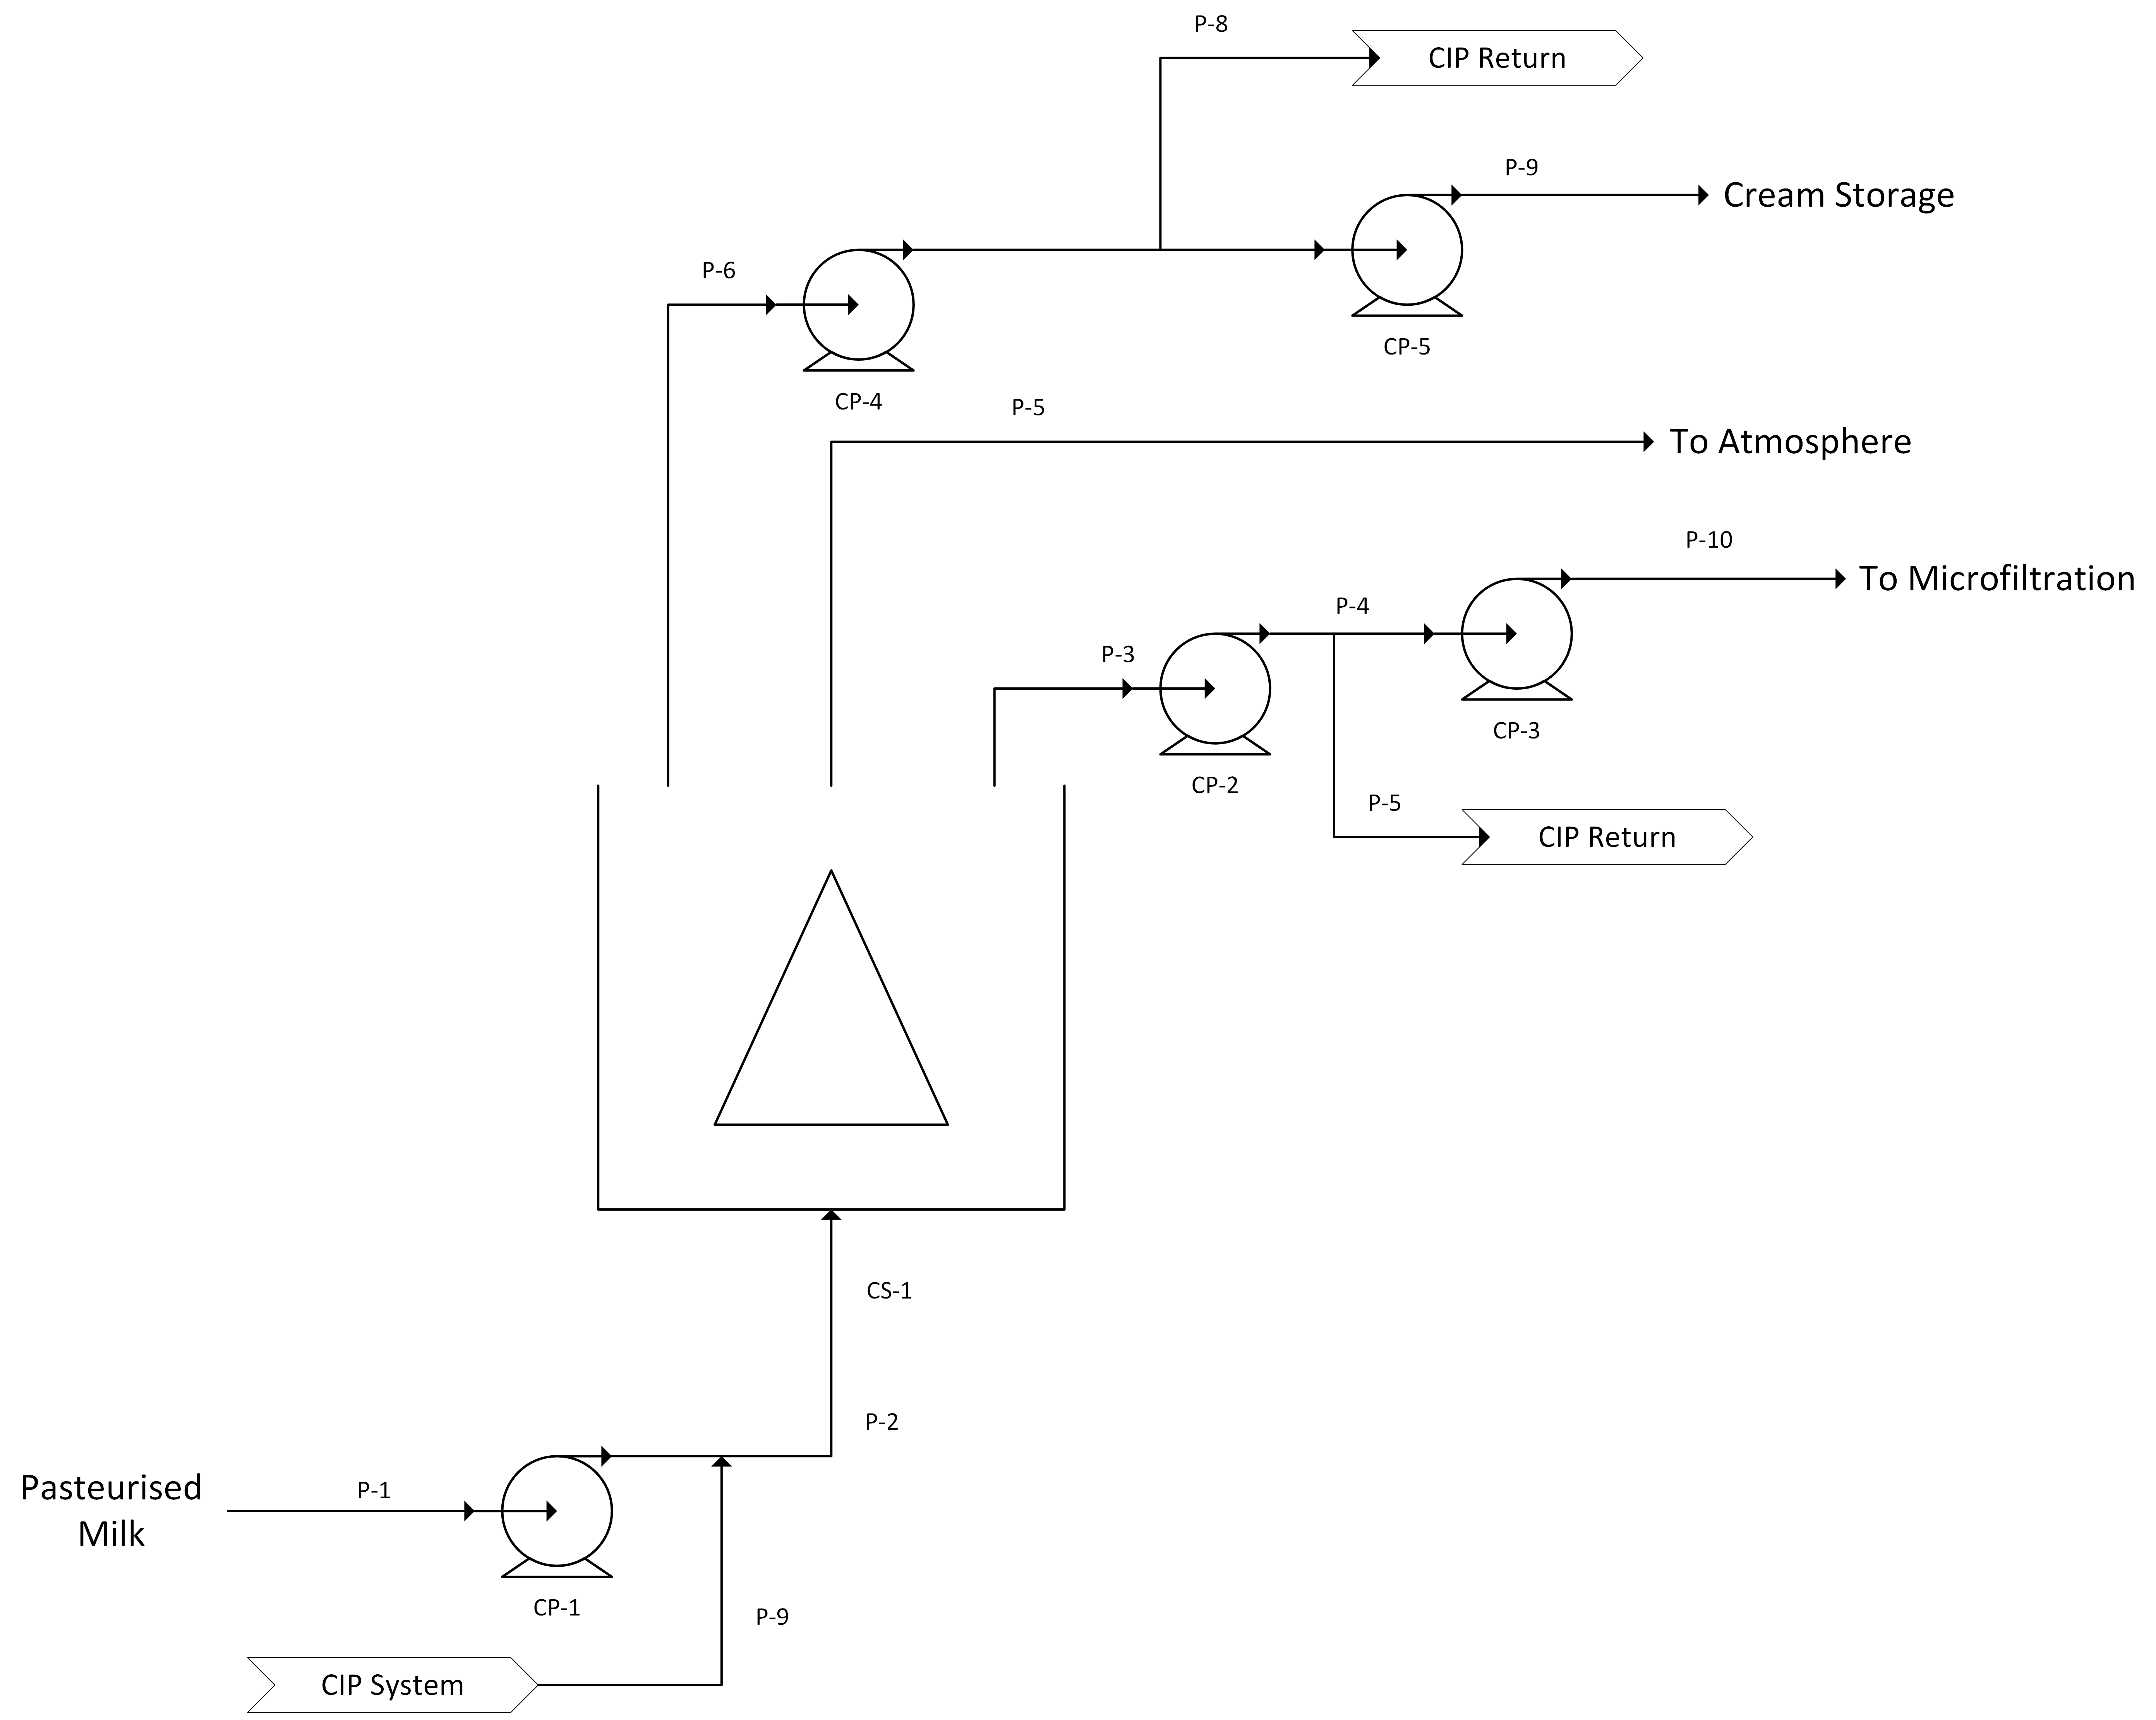 P-8
CIP Return
P-9
Cream Storage
P-6
CP-5
CP-4
P-5
To Atmosphere
P-10
To Microfiltration
P-4
P-3
CP-3
CP-2
P-5
CIP Return
CS-1
P-2
Pasteurised
Milk
P-1
CP-1
P-9
CIP System